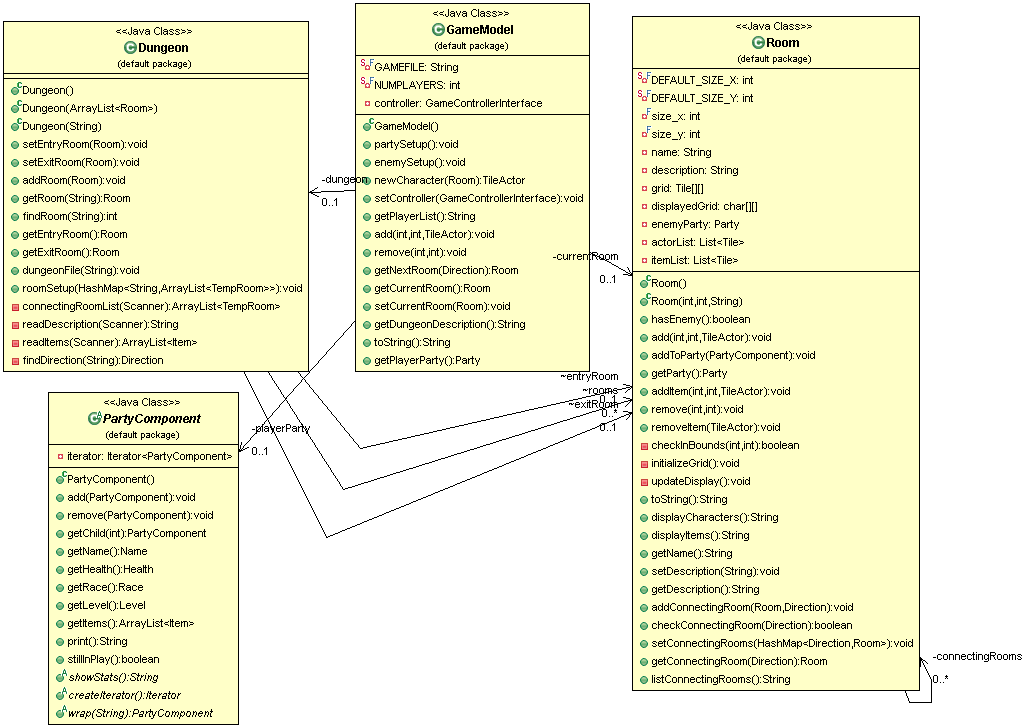 <<Java Class>>
Dungeon
(default package)
Dungeon()
Dungeon(ArrayList<Room>)
Dungeon(String)
setEntryRoom(Room):void
setExitRoom(Room):void
addRoom(Room):void
getRoom(String):Room
findRoom(String):int
getEntryRoom():Room
getExitRoom():Room
dungeonFile(String):void
roomSetup(HashMap<String,ArrayList<TempRoom>>):void
connectingRoomList(Scanner):ArrayList<TempRoom>
readDescription(Scanner):String
readItems(Scanner):ArrayList<Item>
findDirection(String):Direction
<<Java Class>>
GameModel
(default package)
GAMEFILE: String
NUMPLAYERS: int
controller: GameControllerInterface
GameModel()
partySetup():void
enemySetup():void
newCharacter(Room):TileActor
setController(GameControllerInterface):void
getPlayerList():String
add(int,int,TileActor):void
remove(int,int):void
getNextRoom(Direction):Room
getCurrentRoom():Room
setCurrentRoom(Room):void
getDungeonDescription():String
toString():String
getPlayerParty():Party
<<Java Class>>
Room
(default package)
DEFAULT_SIZE_X: int
DEFAULT_SIZE_Y: int
size_x: int
size_y: int
name: String
description: String
grid: Tile[][]
displayedGrid: char[][]
enemyParty: Party
actorList: List<Tile>
itemList: List<Tile>
Room()
Room(int,int,String)
hasEnemy():boolean
add(int,int,TileActor):void
addToParty(PartyComponent):void
getParty():Party
addItem(int,int,TileActor):void
remove(int,int):void
removeItem(TileActor):void
checkInBounds(int,int):boolean
initializeGrid():void
updateDisplay():void
toString():String
displayCharacters():String
displayItems():String
getName():String
setDescription(String):void
getDescription():String
addConnectingRoom(Room,Direction):void
checkConnectingRoom(Direction):boolean
setConnectingRooms(HashMap<Direction,Room>):void
getConnectingRoom(Direction):Room
listConnectingRooms():String
<<Java Class>>
PartyComponent
(default package)
iterator: Iterator<PartyComponent>
PartyComponent()
add(PartyComponent):void
remove(PartyComponent):void
getChild(int):PartyComponent
getName():Name
getHealth():Health
getRace():Race
getLevel():Level
getItems():ArrayList<Item>
print():String
stillInPlay():boolean
showStats():String
createIterator():Iterator
wrap(String):PartyComponent
-dungeon
0..1
-currentRoom
0..1
~entryRoom
0..1
~rooms
0..*
~exitRoom
0..1
-playerParty
0..1
-connectingRooms
0..*